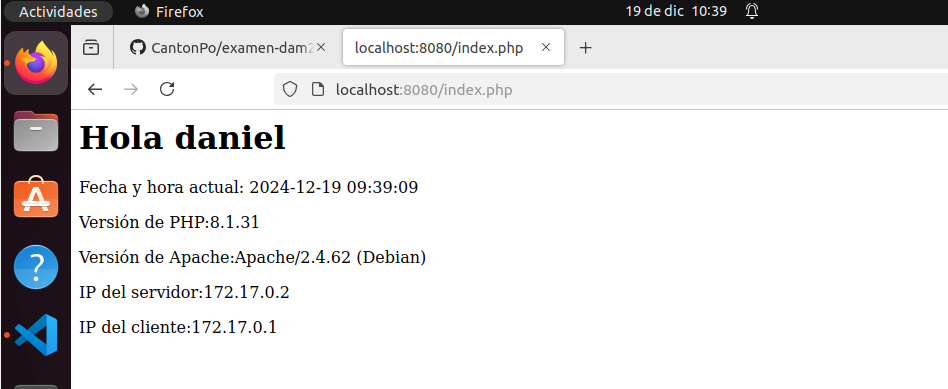 Actividades
Firefox
19 de dic 10:39
CantonPo/examen-dam2
localhost:8080/index.php
localhost:8080/index.php
Hola daniel
Fecha y hora actual: 2024-12-19 09:39:09
Versión de PHP:8.1.31
Versión de Apache:Apache/2.4.62 (Debian)
IP del servidor:172.17.0.2
IP del cliente:172.17.0.1